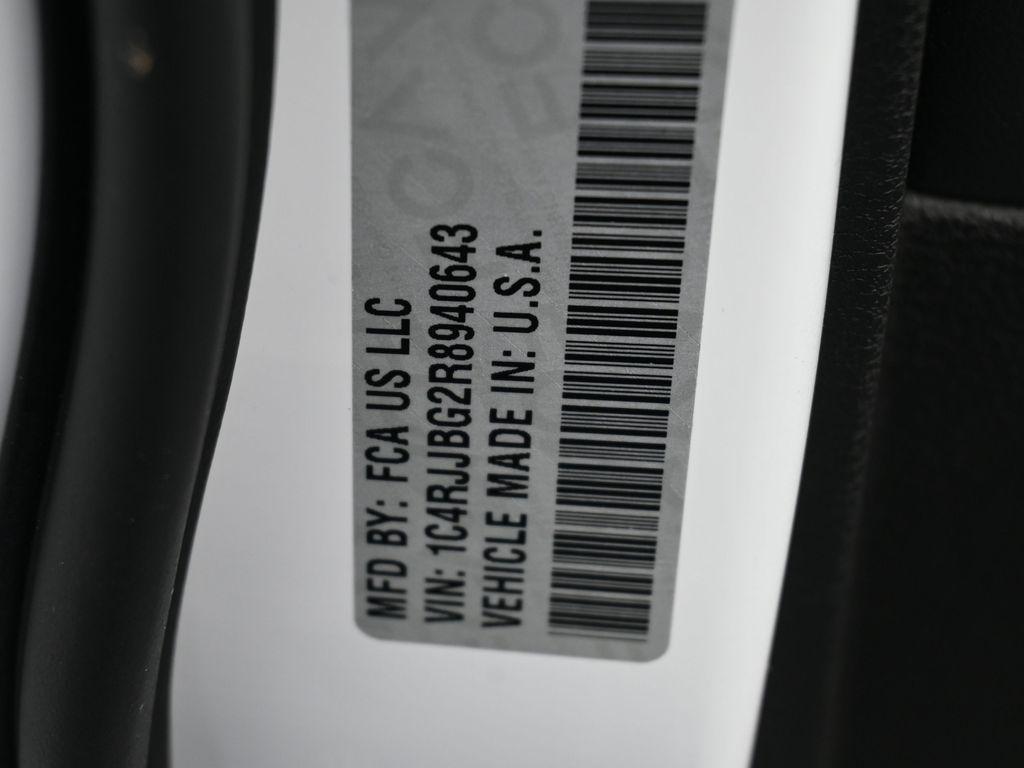 MFD BY: FCA US LLC
VIN: 1C4RJJBG2R8940643
VEHICLE MADE IN: U.S.A.